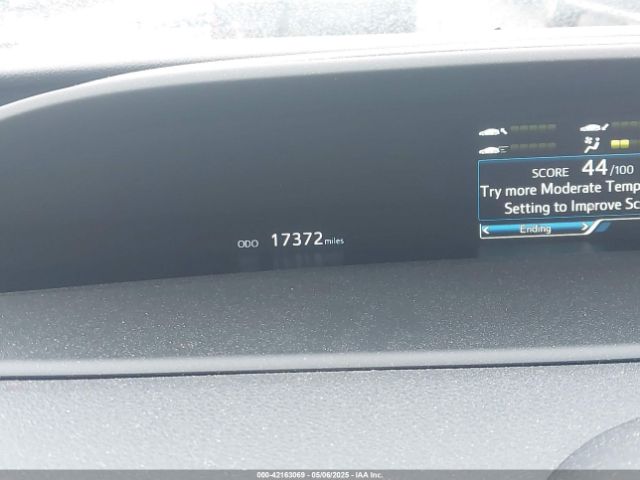 SCORE 44/100
Try more Moderate Temp
Setting to Improve Sc
< Ending >
ODO 17372 miles
000-42163069 - 05/06/2025 - IAA Inc.